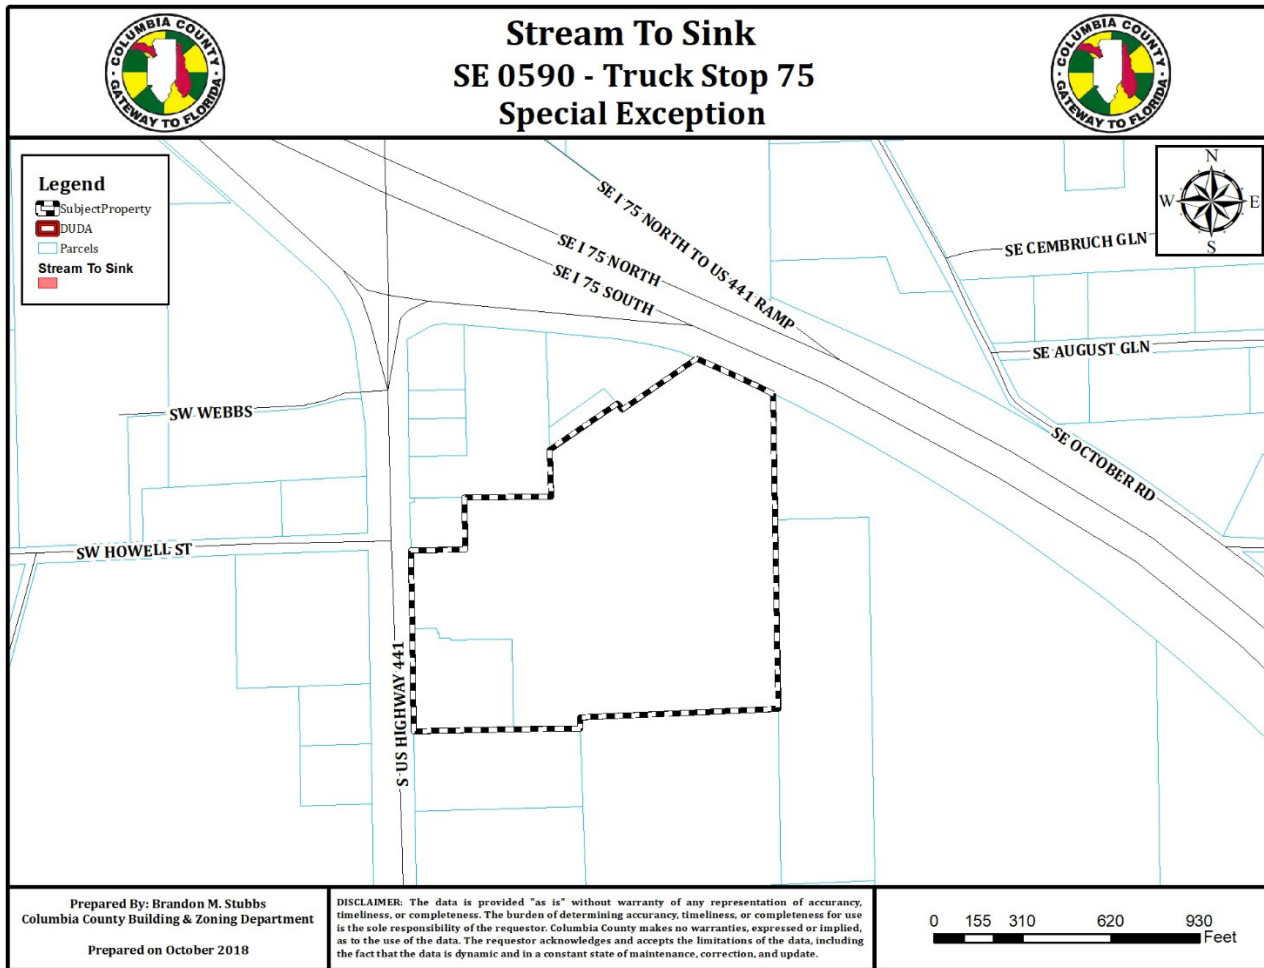 Stream To Sink
SE 0590 - Truck Stop 75
Special Exception
COLUMBIA COUNTY
GATEWAY TO FLORIDA
COLUMBIA COUNTY
GATEWAY TO FLORIDA
Legend
SubjectProperty
DUDA
Parcels
Stream To Sink
N
W E
S
SE I 75 NORTH TO US 441 RAMP
SE I 75 NORTH
SE I 75 SOUTH
SE CEMBRUCH GLN
SE AUGUST GLN
SE OCTOBER RD
SW WEBBS
SW HOWELL ST
S US HIGHWAY 441
Prepared By: Brandon M. Stubbs
Columbia County Building & Zoning Department
Prepared on October 2018
DISCLAIMER: The data is provided "as is" without warranty of any representation of accurancy,
timeliness, or completeness. The burden of determining accurancy, timeliness, or completeness for use
is the sole responsibility of the requestor. Columbia County makes no warranties, expressed or implied,
as to the use of the data. The requestor acknowledges and accepts the limitations of the data, including
the fact that the data is dynamic and in a constant state of maintenance, correction, and update.
0 155 310 620 930
Feet